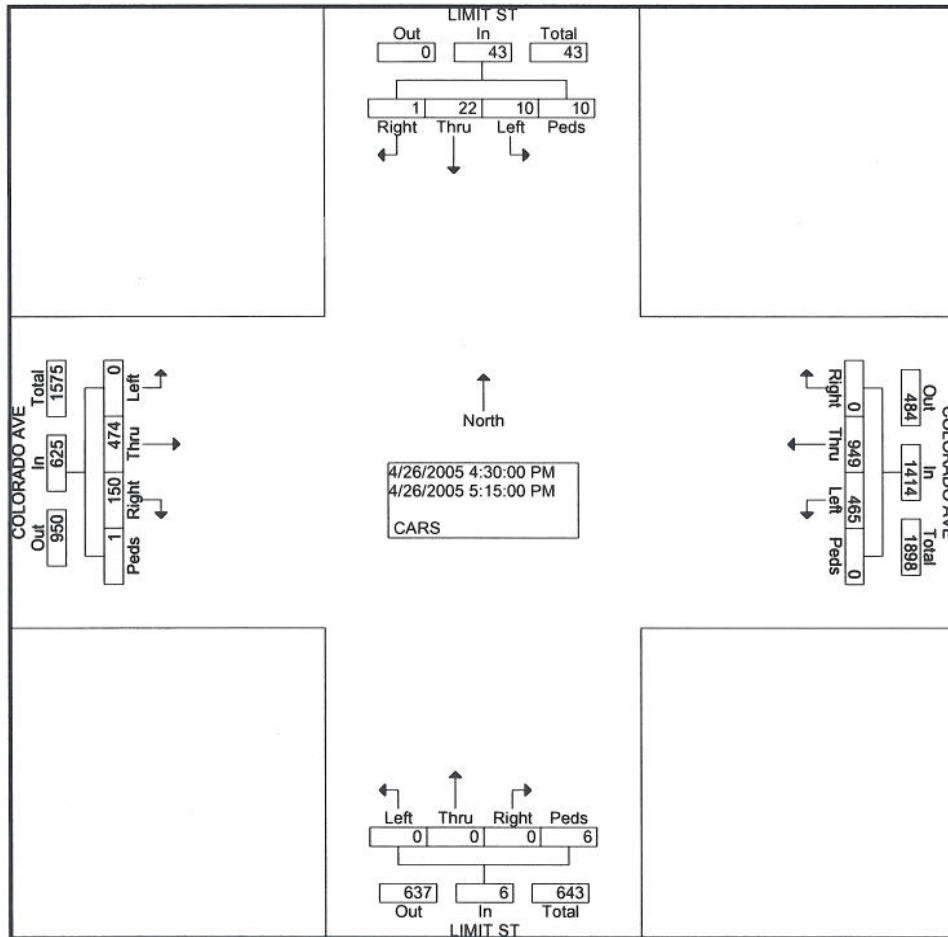 LIMIT ST
Out In Total
0 43 43
1 22 10 10
Right Thru Left Peds
COLORADO AVE
Total In Out
1575 625 950
0 474 150 1
Left Thru Right Peds
North
4/26/2005 4:30:00 PM
4/26/2005 5:15:00 PM
CARS
Right Thru Left Peds
0 949 465 0
Out In Total
484 1414 1898
COLORADO AVE
Left Thru Right Peds
0 0 0 6
637 6 643
Out In Total
LIMIT ST